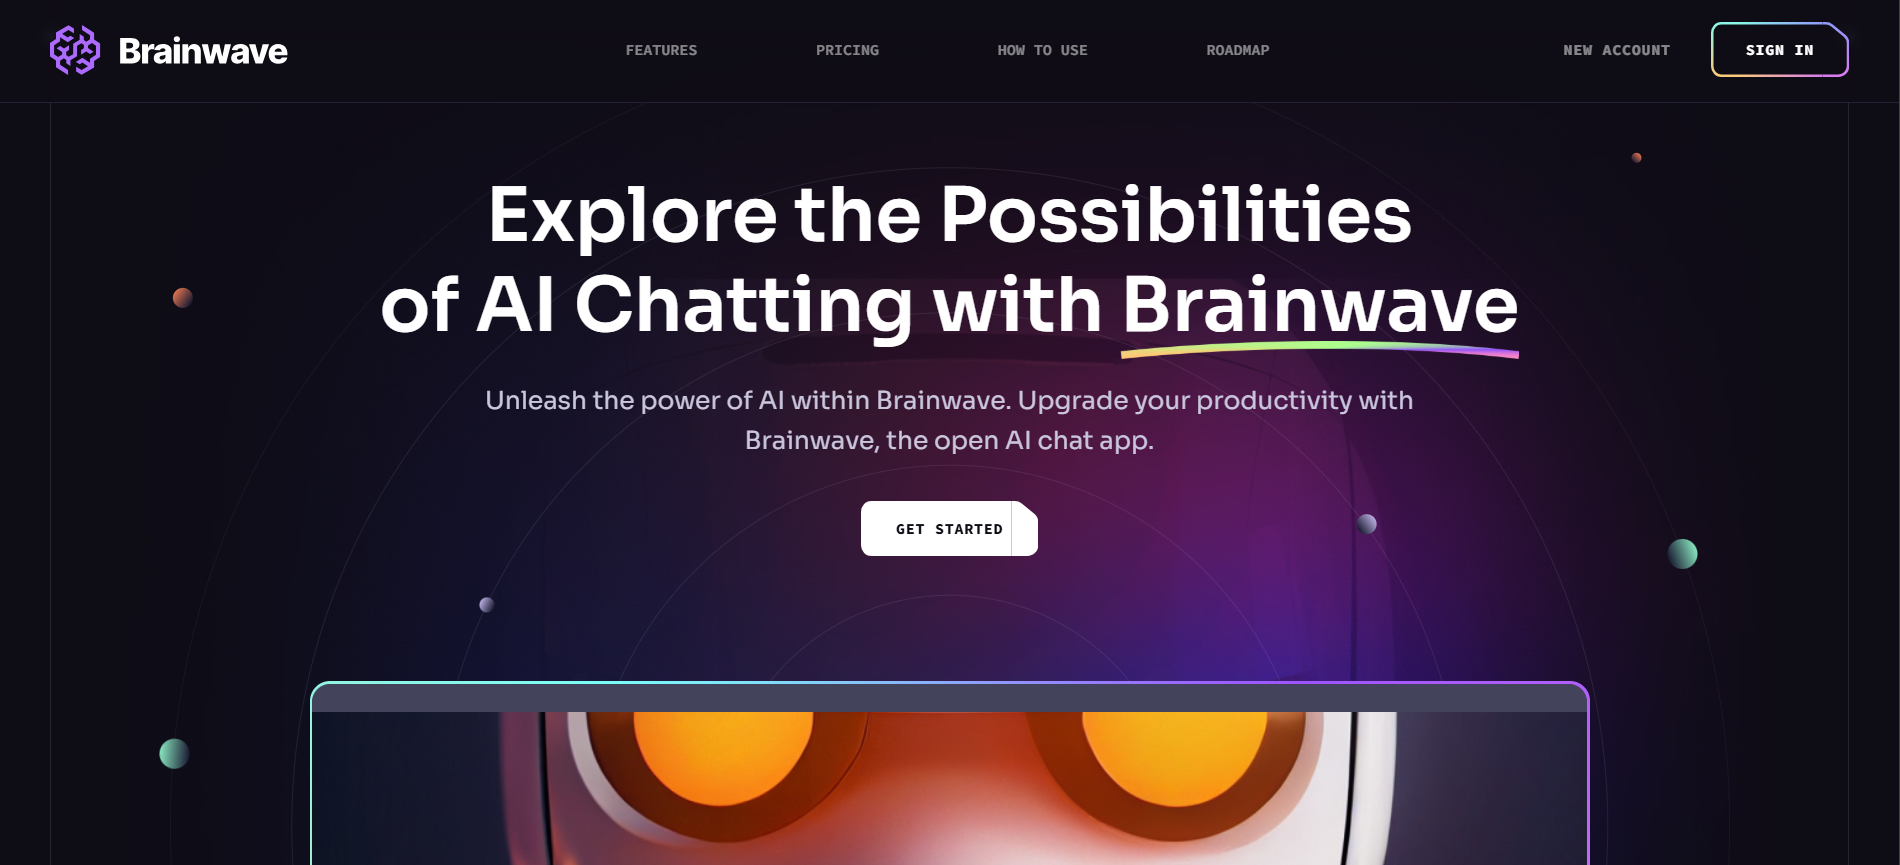 Brainwave
FEATURES
PRICING
HOW TO USE
ROADMAP
NEW ACCOUNT
SIGN IN
Explore the Possibilities
of AI Chatting with Brainwave
Unleash the power of AI within Brainwave. Upgrade your productivity with
Brainwave, the open AI chat app.
GET STARTED